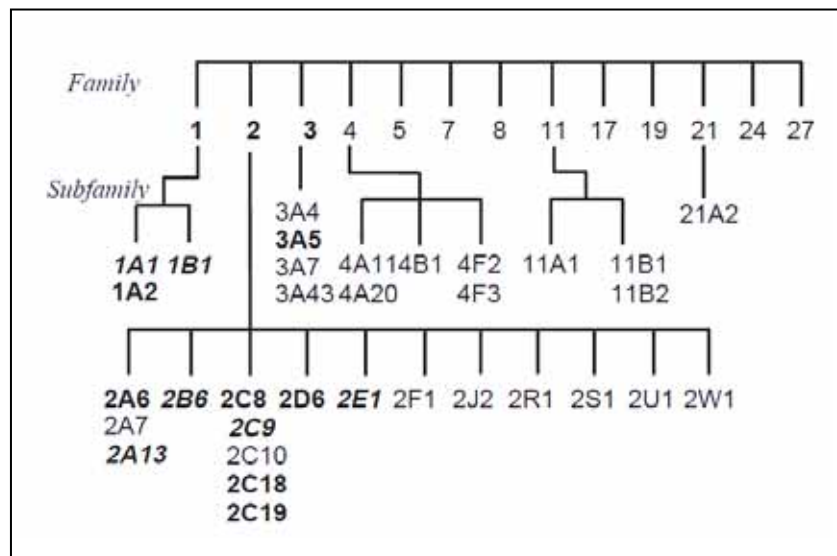 Family
1 2 3 4 5 7 8 11 17 19 21 24 27
Subfamily
3A4 21A2
3A5
1A1 1B1 3A7 4A11 4B1 4F2 11A1 11B1
1A2 3A43 4A20 4F3 11B2
2A6 2B6 2C8 2D6 2E1 2F1 2J2 2R1 2S1 2U1 2W1
2A7 2C9
2A13 2C10
2C18
2C19